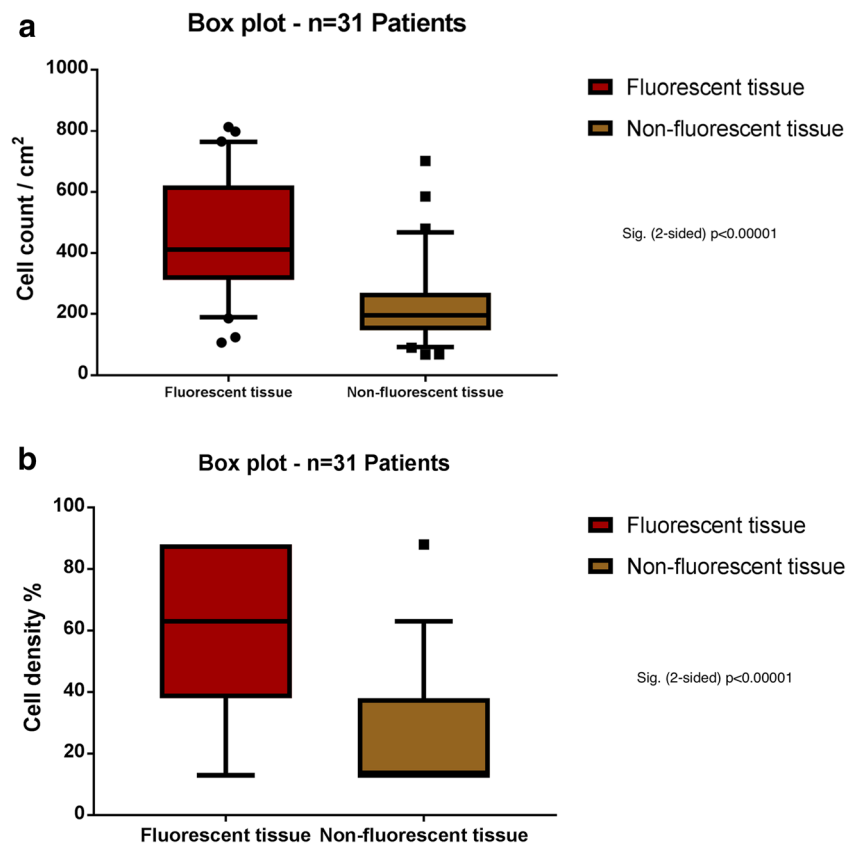 a
Box plot - n=31 Patients
1000
800
600
400
200
0
Cell count / cm²
Fluorescent tissue
Non-fluorescent tissue
Fluorescent tissue
Non-fluorescent tissue
Sig. (2-sided) p<0.00001
b
Box plot - n=31 Patients
100
80
60
40
20
0
Cell density %
Fluorescent tissue
Non-fluorescent tissue
Fluorescent tissue
Non-fluorescent tissue
Sig. (2-sided) p<0.00001